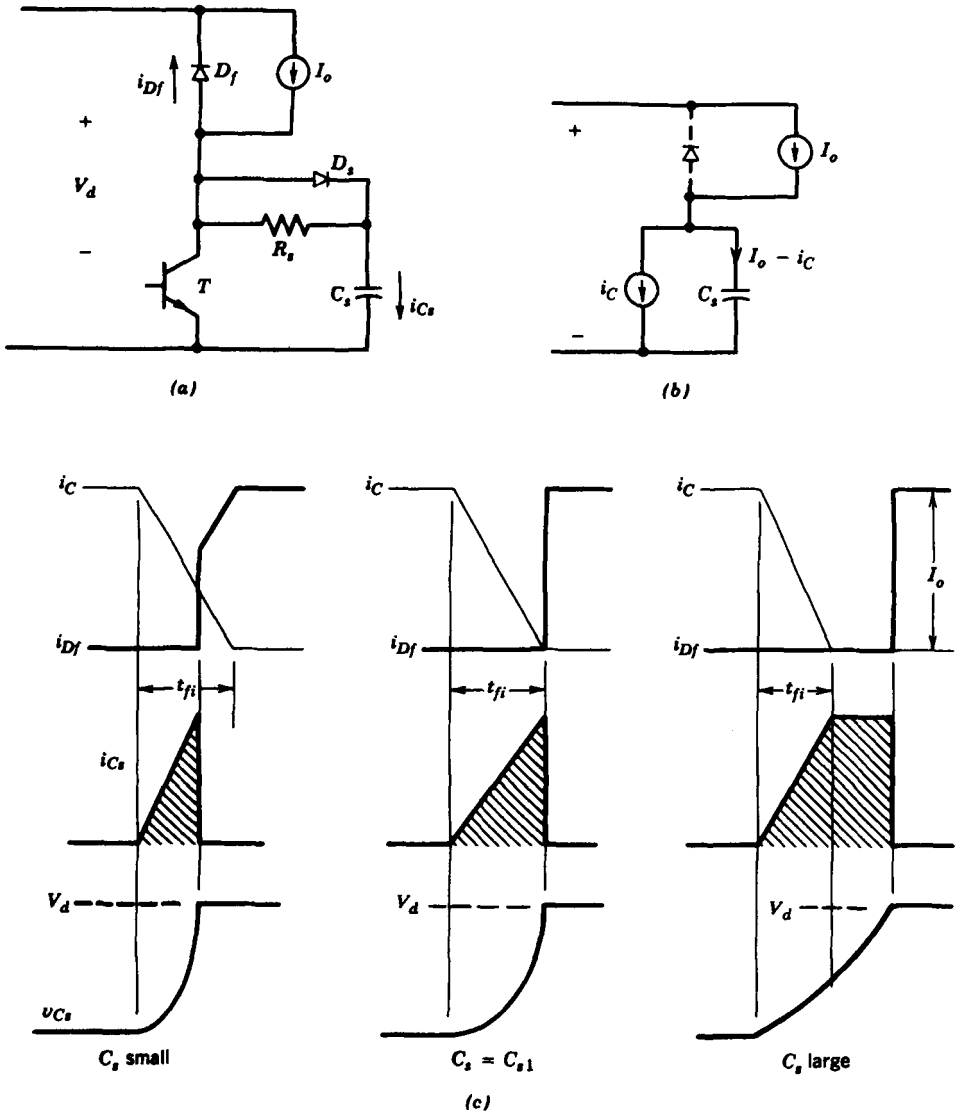 i_Df
D_f
I_o
+
V_d
−
D_s
R_s
T
C_s
i_Cs
(a)
+
I_o
I_o − i_C
i_C
C_s
−
(b)
i_C
i_C
i_C
I_o
i_Df
i_Df
i_Df
t_fi
t_fi
t_fi
i_Cs
V_d
V_d
V_d
v_Cs
C_s small
C_s = C_s1
C_s large
(c)